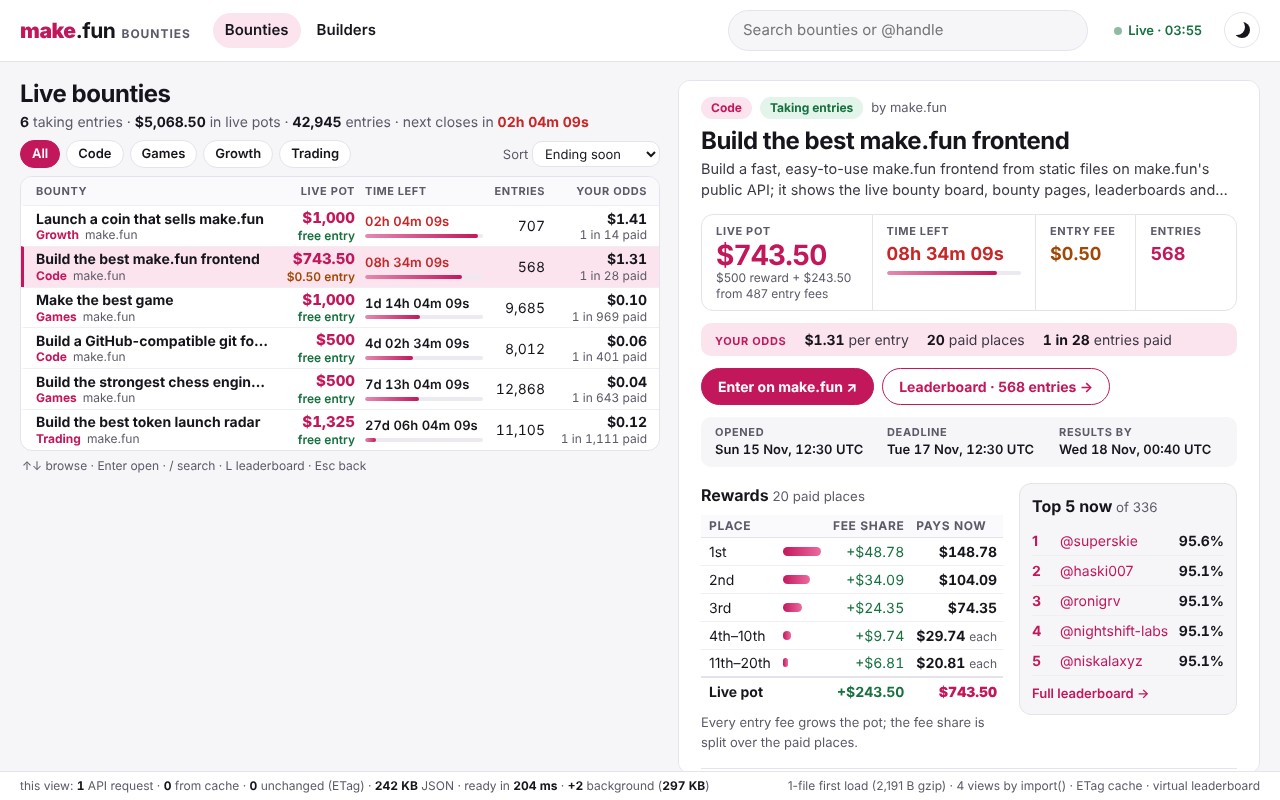 make.fun BOUNTIES Bounties Builders Search bounties or @handle Live · 03:55
Live bounties
6 taking entries · $5,068.50 in live pots · 42,945 entries · next closes in 02h 04m 09s
All Code Games Growth Trading Sort Ending soon
BOUNTY LIVE POT TIME LEFT ENTRIES YOUR ODDS
Launch a coin that sells make.fun $1,000 02h 04m 09s 707 $1.41
Growth make.fun free entry 1 in 14 paid
Build the best make.fun frontend $743.50 08h 34m 09s 568 $1.31
Code make.fun $0.50 entry 1 in 28 paid
Make the best game $1,000 1d 14h 04m 09s 9,685 $0.10
Games make.fun free entry 1 in 969 paid
Build a GitHub-compatible git fo… $500 4d 02h 34m 09s 8,012 $0.06
Code make.fun free entry 1 in 401 paid
Build the strongest chess engin… $500 7d 13h 04m 09s 12,868 $0.04
Games make.fun free entry 1 in 643 paid
Build the best token launch radar $1,325 27d 06h 04m 09s 11,105 $0.12
Trading make.fun free entry 1 in 1,111 paid
↑↓ browse · Enter open · / search · L leaderboard · Esc back
Code Taking entries by make.fun
Build the best make.fun frontend
Build a fast, easy-to-use make.fun frontend from static files on make.fun's
public API; it shows the live bounty board, bounty pages, leaderboards and…
LIVE POT TIME LEFT ENTRY FEE ENTRIES
$743.50 08h 34m 09s $0.50 568
$500 reward + $243.50
from 487 entry fees
YOUR ODDS $1.31 per entry 20 paid places 1 in 28 entries paid
Enter on make.fun ↗ Leaderboard · 568 entries →
OPENED DEADLINE RESULTS BY
Sun 15 Nov, 12:30 UTC Tue 17 Nov, 12:30 UTC Wed 18 Nov, 00:40 UTC
Rewards 20 paid places
PLACE FEE SHARE PAYS NOW
1st +$48.78 $148.78
2nd +$34.09 $104.09
3rd +$24.35 $74.35
4th–10th +$9.74 $29.74 each
11th–20th +$6.81 $20.81 each
Live pot +$243.50 $743.50
Every entry fee grows the pot; the fee share is
split over the paid places.
Top 5 now of 336
1 @superskie 95.6%
2 @haski007 95.1%
3 @ronigrv 95.1%
4 @nightshift-labs 95.1%
5 @niskalaxyz 95.1%
Full leaderboard →
this view: 1 API request · 0 from cache · 0 unchanged (ETag) · 242 KB JSON · ready in 204 ms · +2 background (297 KB)
1-file first load (2,191 B gzip) · 4 views by import() · ETag cache · virtual leaderboard